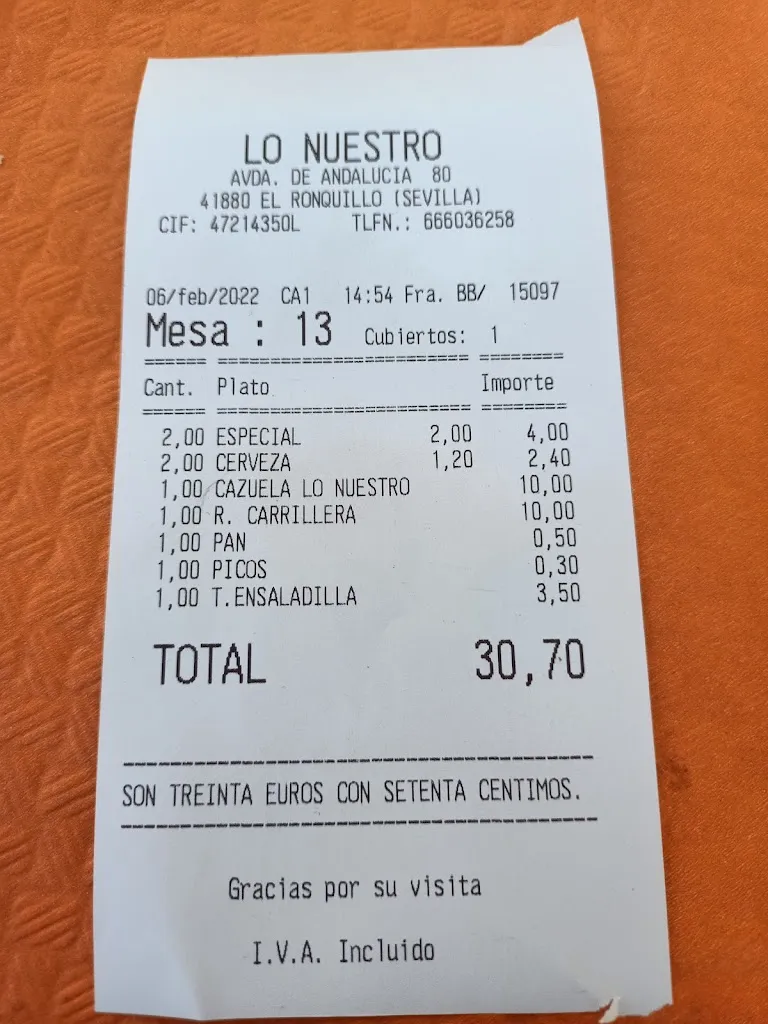 LO NUESTRO
AVDA. DE ANDALUCIA 80
41880 EL RONQUILLO (SEVILLA)
CIF: 47214350L TLFN.: 666036258
06/feb/2022 CA1 14:54 Fra. BB/ 15097
Mesa : 13 Cubiertos: 1
====== ======================== ========
Cant. Plato Importe
====== ======================== ========
2,00 ESPECIAL 2,00 4,00
2,00 CERVEZA 1,20 2,40
1,00 CAZUELA LO NUESTRO 10,00
1,00 R. CARRILLERA 10,00
1,00 PAN 0,50
1,00 PICOS 0,30
1,00 T.ENSALADILLA 3,50
TOTAL 30,70
----------------------------------------
SON TREINTA EUROS CON SETENTA CENTIMOS.
----------------------------------------
Gracias por su visita
I.V.A. Incluido